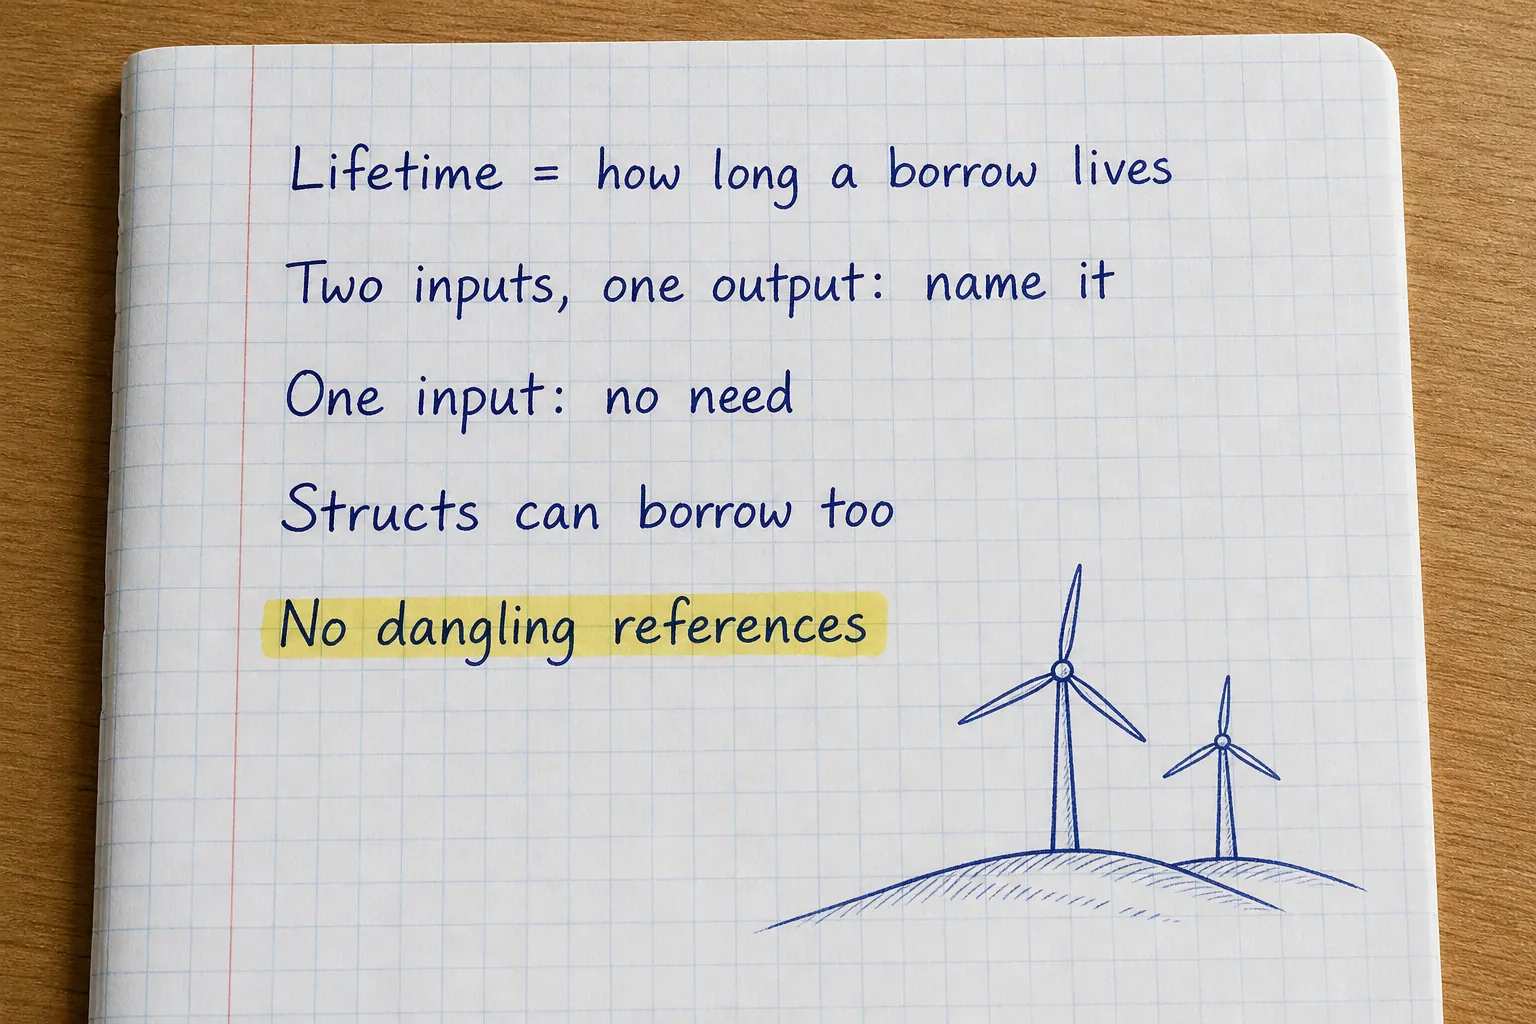 Lifetime = how long a borrow lives
Two inputs, one output: name it
One input: no need
Structs can borrow too
No dangling references